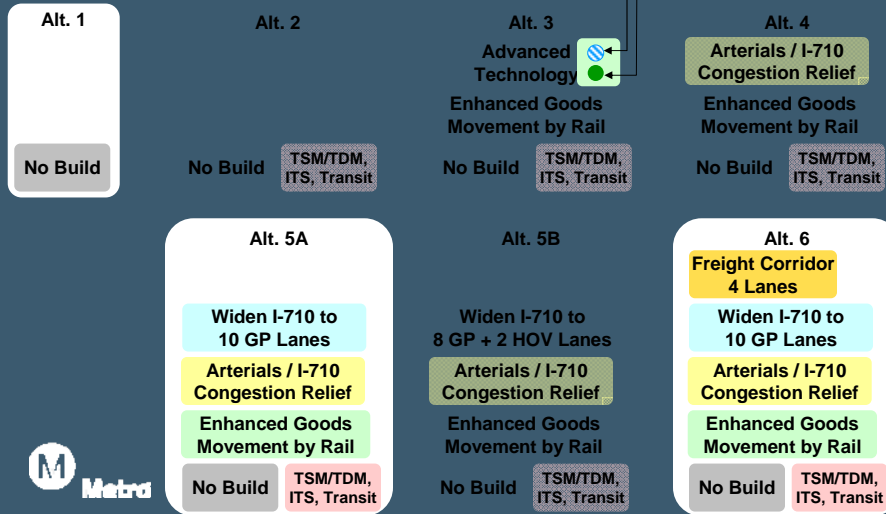 Alt. 1
No Build
Alt. 2
No Build
TSM/TDM,
ITS, Transit
Alt. 3
Advanced
Technology
Enhanced Goods
Movement by Rail
No Build
TSM/TDM,
ITS, Transit
Alt. 4
Arterials / I-710
Congestion Relief
Enhanced Goods
Movement by Rail
No Build
TSM/TDM,
ITS, Transit
Alt. 5A
Widen I-710 to
10 GP Lanes
Arterials / I-710
Congestion Relief
Enhanced Goods
Movement by Rail
No Build
TSM/TDM,
ITS, Transit
Alt. 5B
Widen I-710 to
8 GP + 2 HOV Lanes
Arterials / I-710
Congestion Relief
Enhanced Goods
Movement by Rail
No Build
TSM/TDM,
ITS, Transit
Alt. 6
Freight Corridor
4 Lanes
Widen I-710 to
10 GP Lanes
Arterials / I-710
Congestion Relief
Enhanced Goods
Movement by Rail
No Build
TSM/TDM,
ITS, Transit
M
Metro